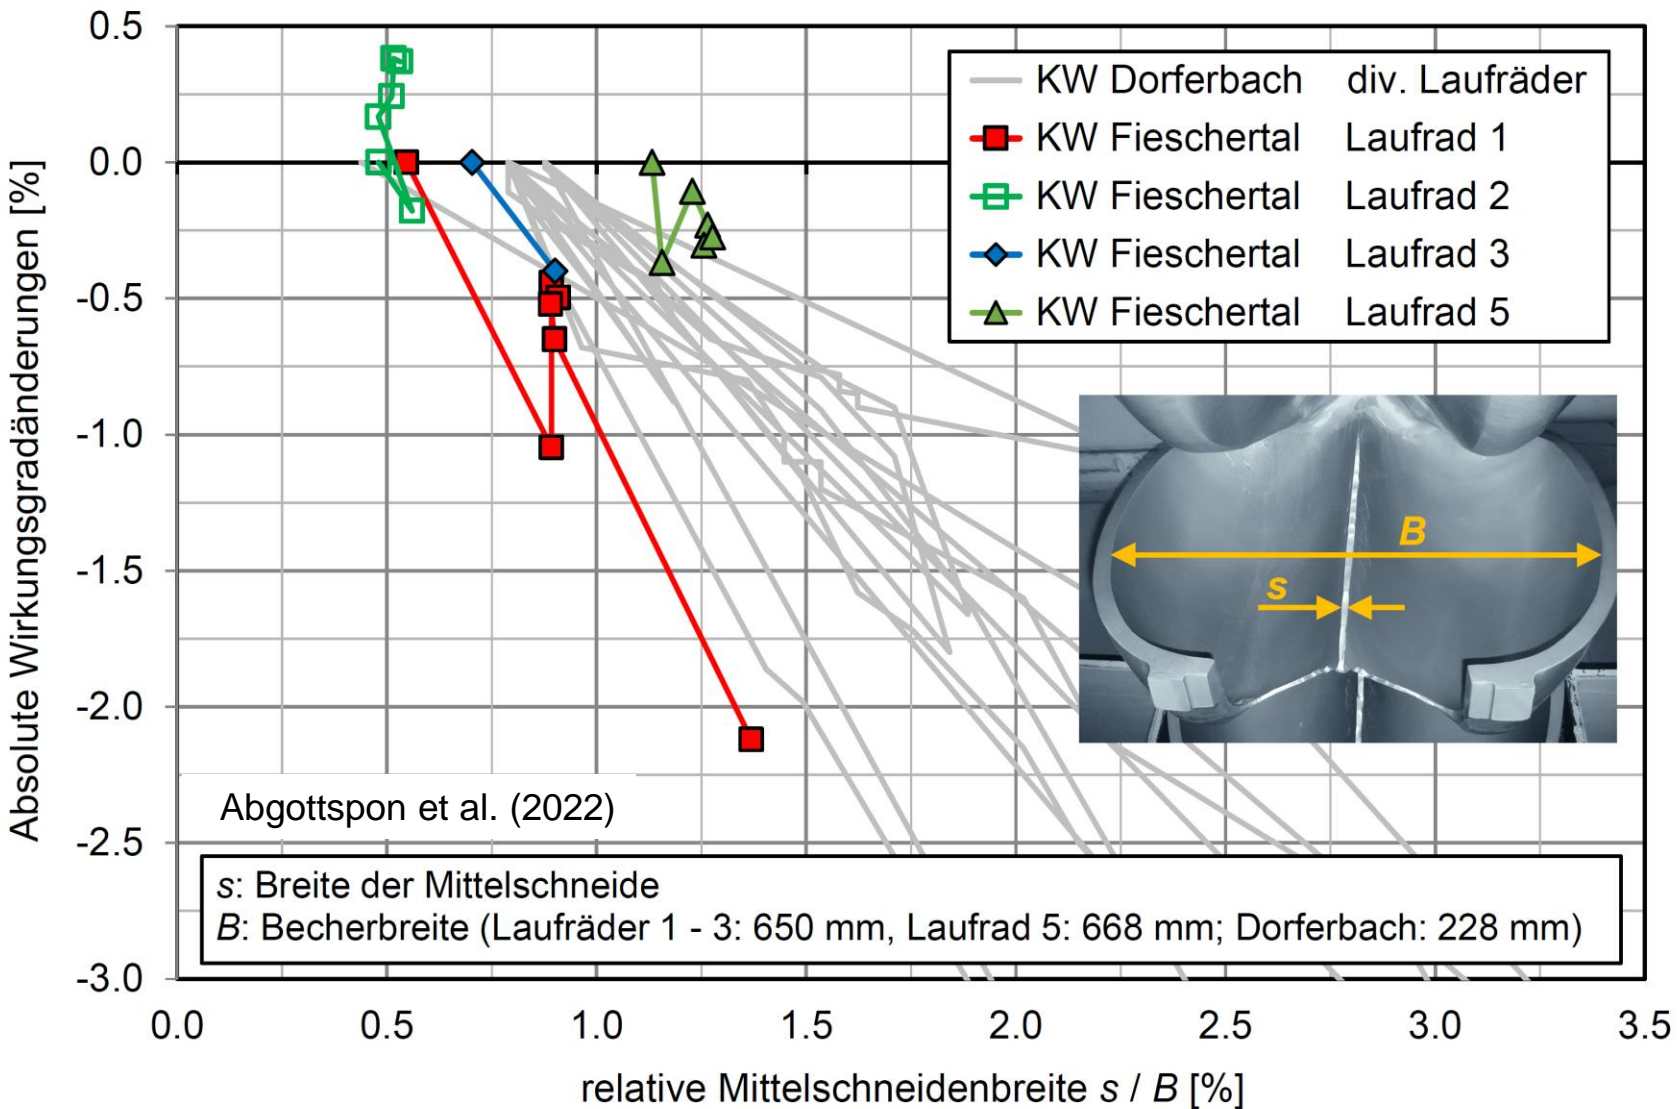 Absolute Wirkungsgradänderungen [%]
0.5
0.0
-0.5
-1.0
-1.5
-2.0
-2.5
-3.0
KW Dorferbach div. Laufräder
KW Fieschertal Laufrad 1
KW Fieschertal Laufrad 2
KW Fieschertal Laufrad 3
KW Fieschertal Laufrad 5
B
s
Abgottspon et al. (2022)
s: Breite der Mittelschneide
B: Becherbreite (Laufräder 1 - 3: 650 mm, Laufrad 5: 668 mm; Dorferbach: 228 mm)
0.0 0.5 1.0 1.5 2.0 2.5 3.0 3.5
relative Mittelschneidenbreite s / B [%]